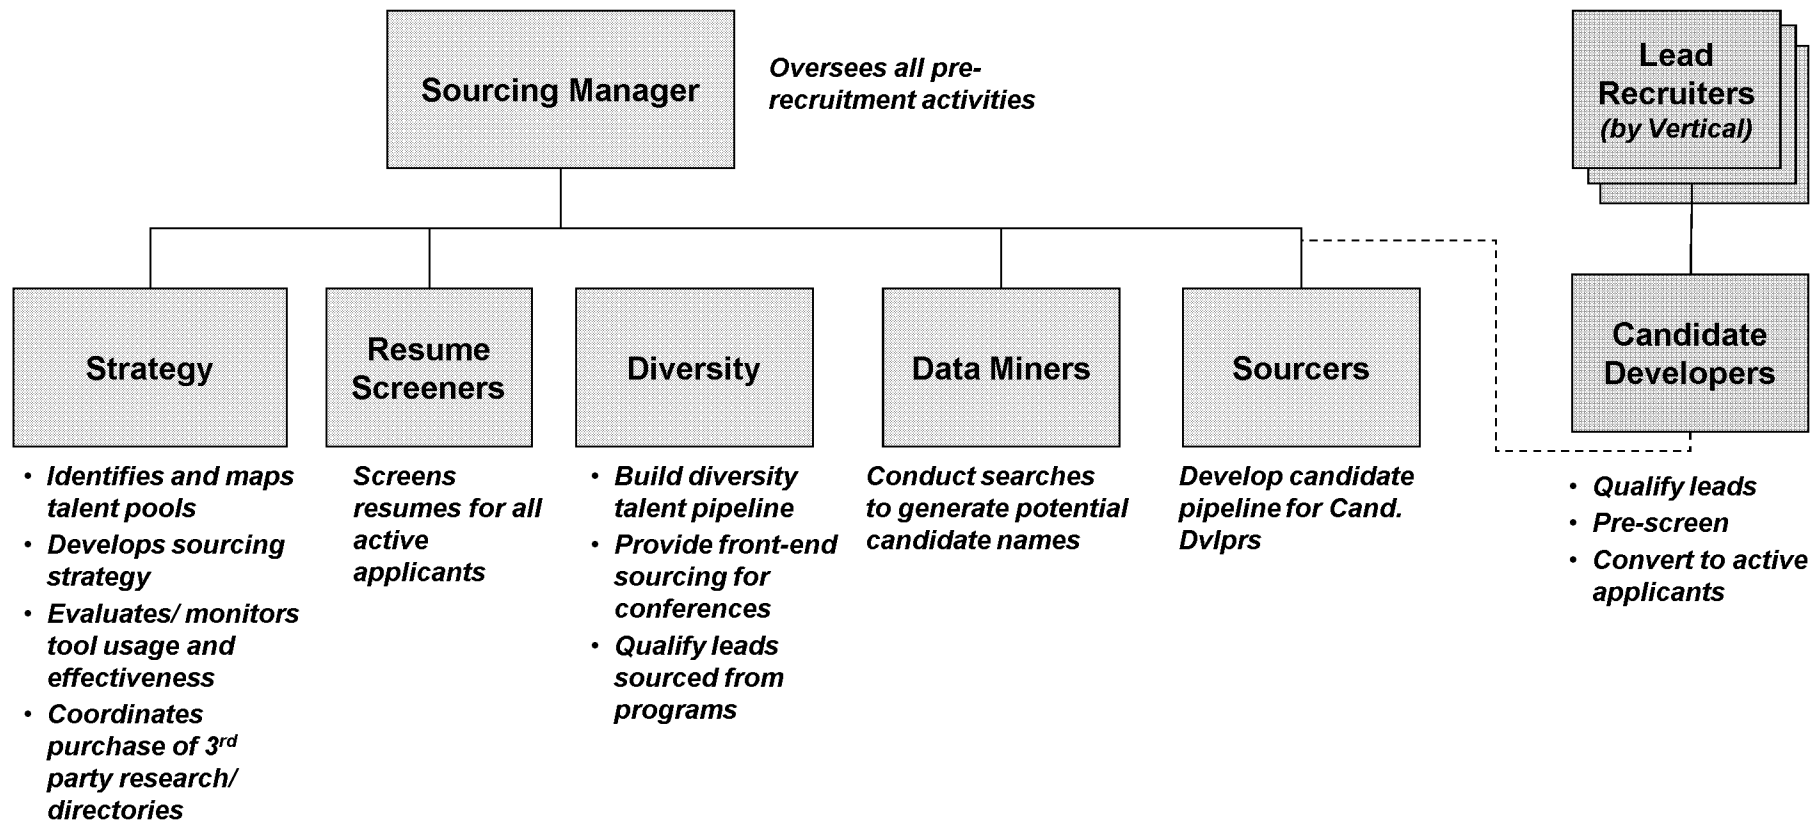 Sourcing Manager
Oversees all pre-
recruitment activities
Lead
Recruiters
(by Vertical)
Strategy
Resume
Screeners
Diversity
Data Miners
Sourcers
Candidate
Developers
• Identifies and maps
talent pools
• Develops sourcing
strategy
• Evaluates/ monitors
tool usage and
effectiveness
• Coordinates
purchase of 3rd
party research/
directories
Screens
resumes for all
active
applicants
• Build diversity
talent pipeline
• Provide front-end
sourcing for
conferences
• Qualify leads
sourced from
programs
Conduct searches
to generate potential
candidate names
Develop candidate
pipeline for Cand.
Dvlprs
• Qualify leads
• Pre-screen
• Convert to active
applicants